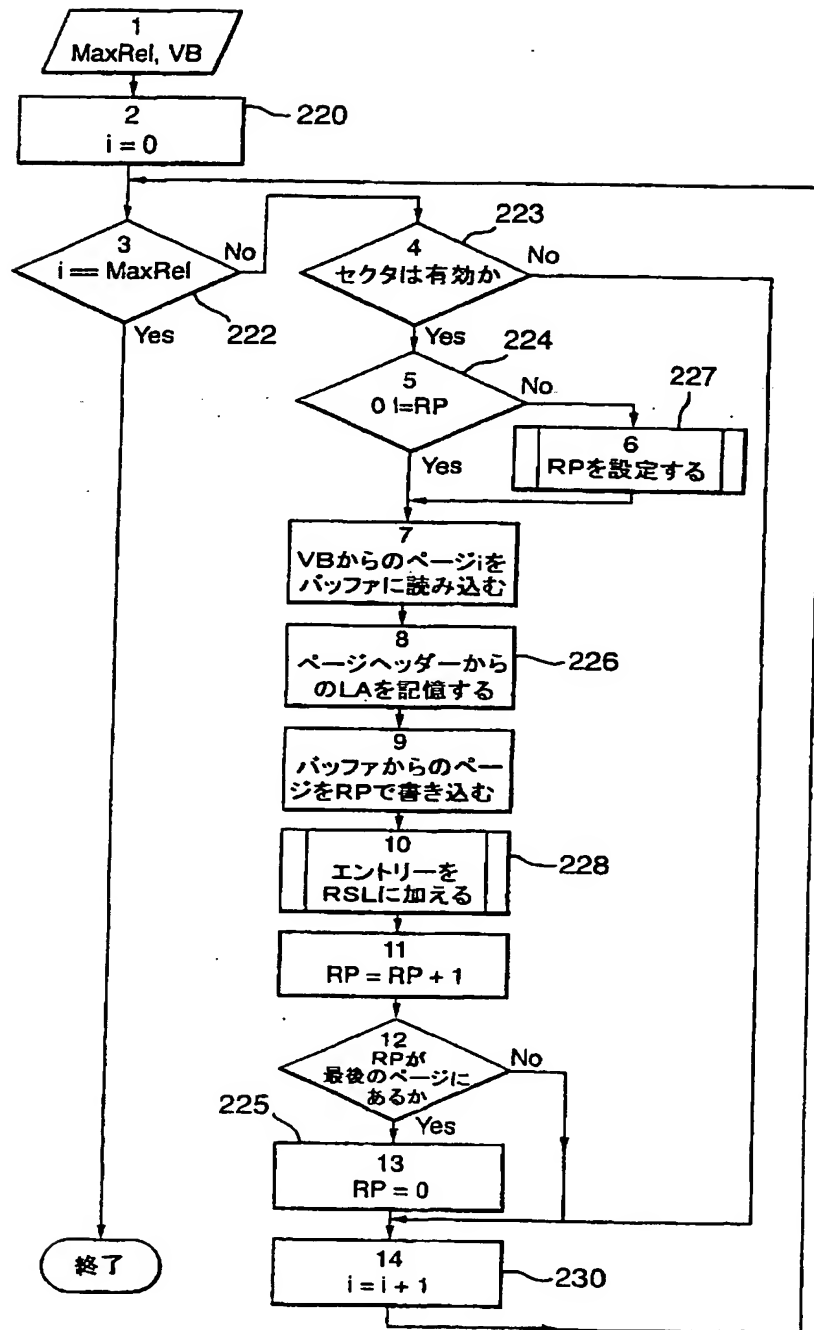 1
MaxRel, VB
2
i = 0
220
3
i == MaxRel
No
Yes
222
4
セクタは有効か
223
No
Yes
5
0 !=RP
224
No
Yes
227
6
RPを設定する
7
VBからのページiを
バッファに読み込む
8
ページヘッダーから
のLAを記憶する
226
9
バッファからのペー
ジをRPで書き込む
10
エントリーを
RSLに加える
228
11
RP = RP + 1
12
RPが
最後のページに
あるか
No
Yes
225
13
RP = 0
14
i = i + 1
230
終了